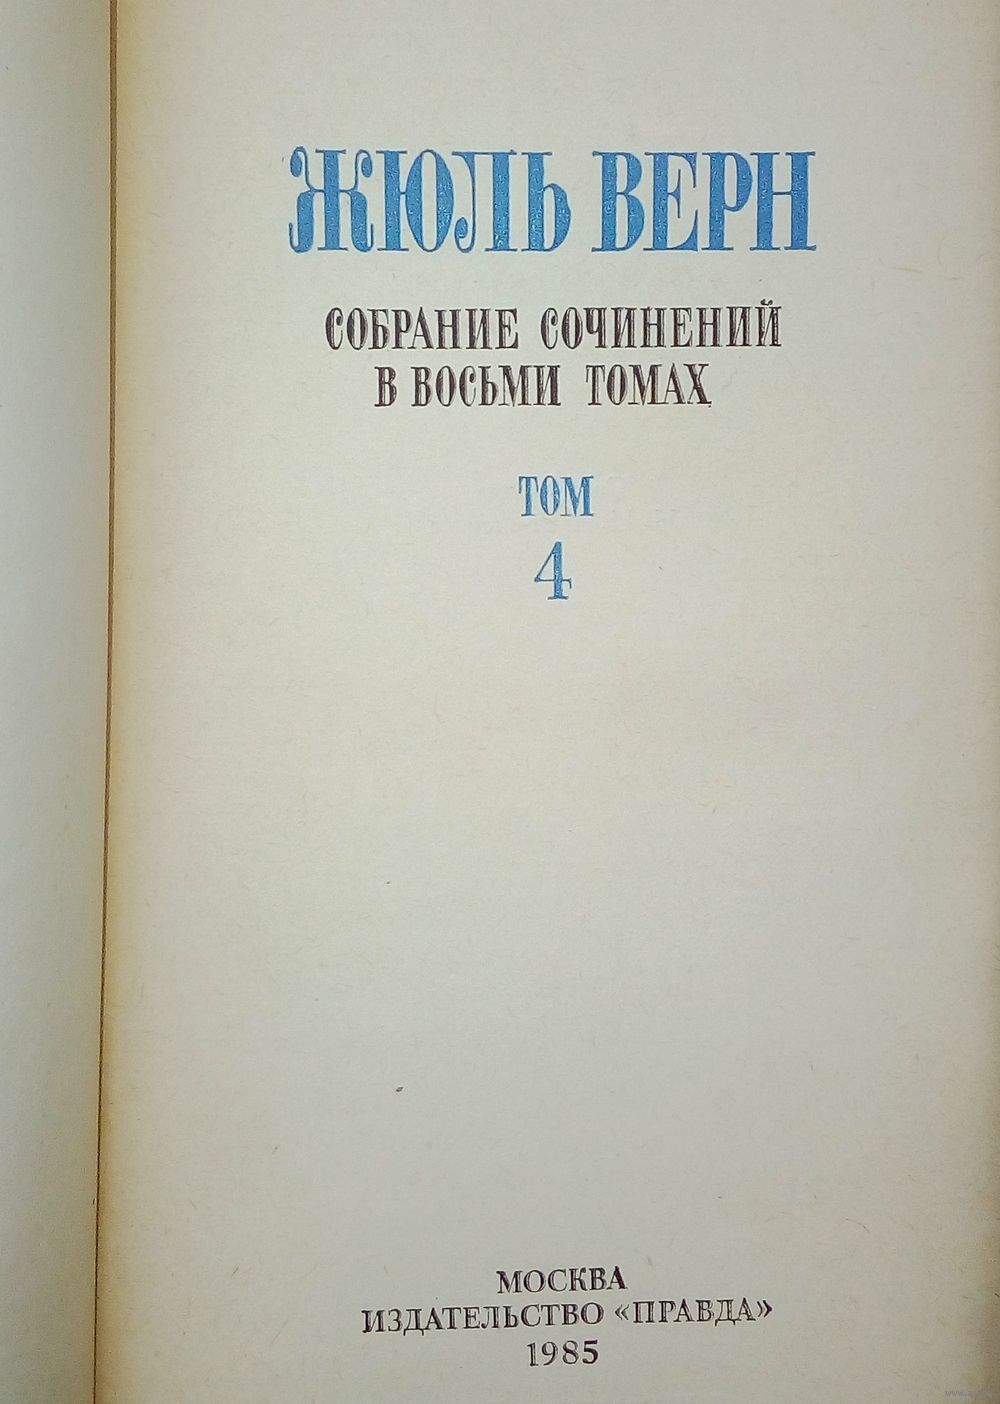 ЖЮЛЬ ВЕРН
СОБРАНИЕ СОЧИНЕНИЙ
В ВОСЬМИ ТОМАХ
ТОМ
4
МОСКВА
ИЗДАТЕЛЬСТВО «ПРАВДА»
1985